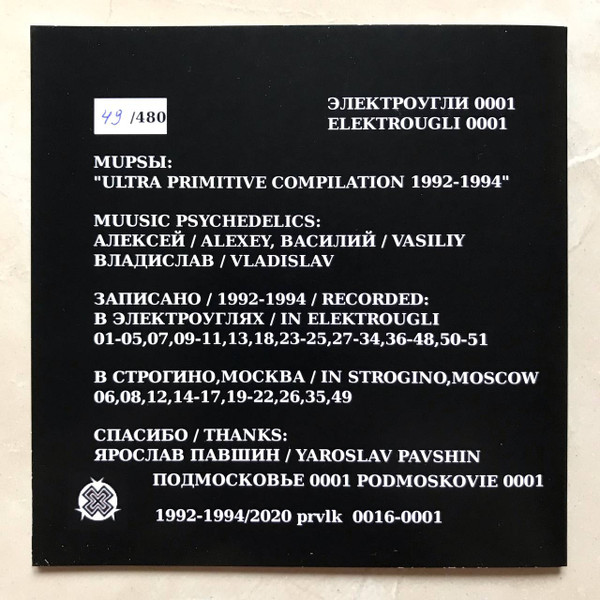 49 /480
ЭЛЕКТРОУГЛИ 0001
ELEKTROUGLI 0001
МUРSЫ:
"ULTRA PRIMITIVE COMPILATION 1992-1994"
MUUSIC PSYCHEDELICS:
АЛЕКСЕЙ / ALEXEY, ВАСИЛИЙ / VASILIY
ВЛАДИСЛАВ / VLADISLAV
ЗАПИСАНО / 1992-1994 / RECORDED:
В ЭЛЕКТРОУГЛЯХ / IN ELEKTROUGLI
01-05,07,09-11,13,18,23-25,27-34,36-48,50-51
В СТРОГИНО,МОСКВА / IN STROGINO,MOSCOW
06,08,12,14-17,19-22,26,35,49
СПАСИБО / THANKS:
ЯРОСЛАВ ПАВШИН / YAROSLAV PAVSHIN
ПОДМОСКОВЬЕ 0001 PODMOSKOVIE 0001
1992-1994/2020 prvlk 0016-0001